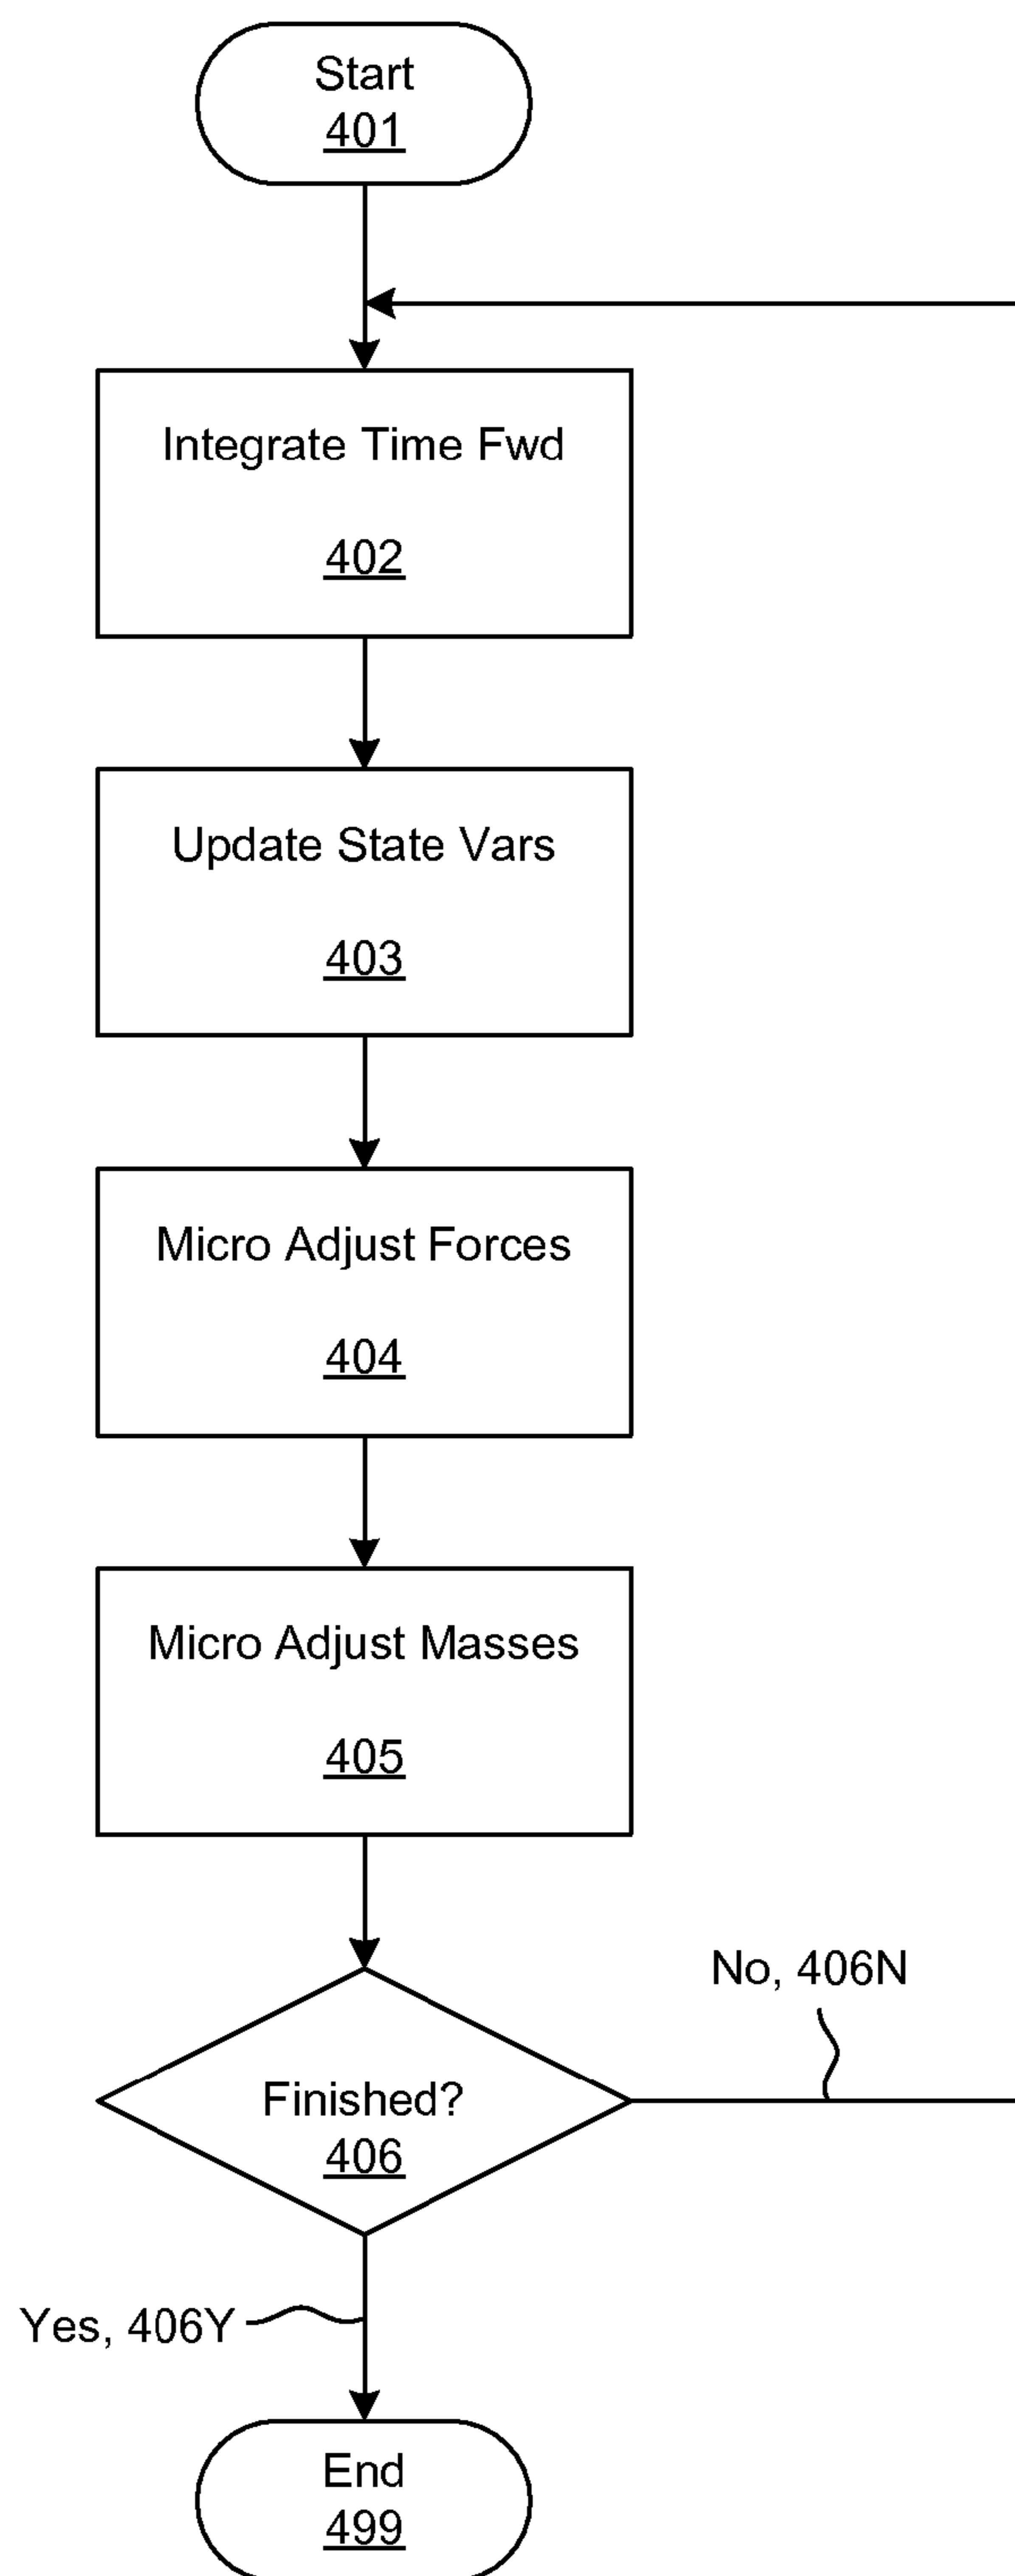 Start
401
Integrate Time Fwd
402
Update State Vars
403
Micro Adjust Forces
404
Micro Adjust Masses
405
No, 406N
Finished?
406
Yes, 406Y
End
499